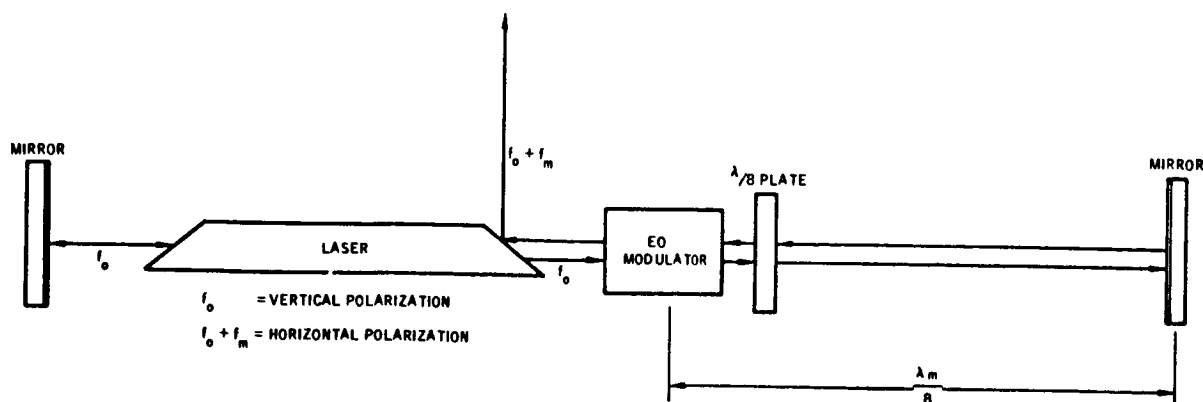 MIRROR
f₀
LASER
f₀ + fₘ
f₀
EO
MODULATOR
λ/8 PLATE
MIRROR
f₀ = VERTICAL POLARIZATION
f₀ + fₘ = HORIZONTAL POLARIZATION
λ m
8